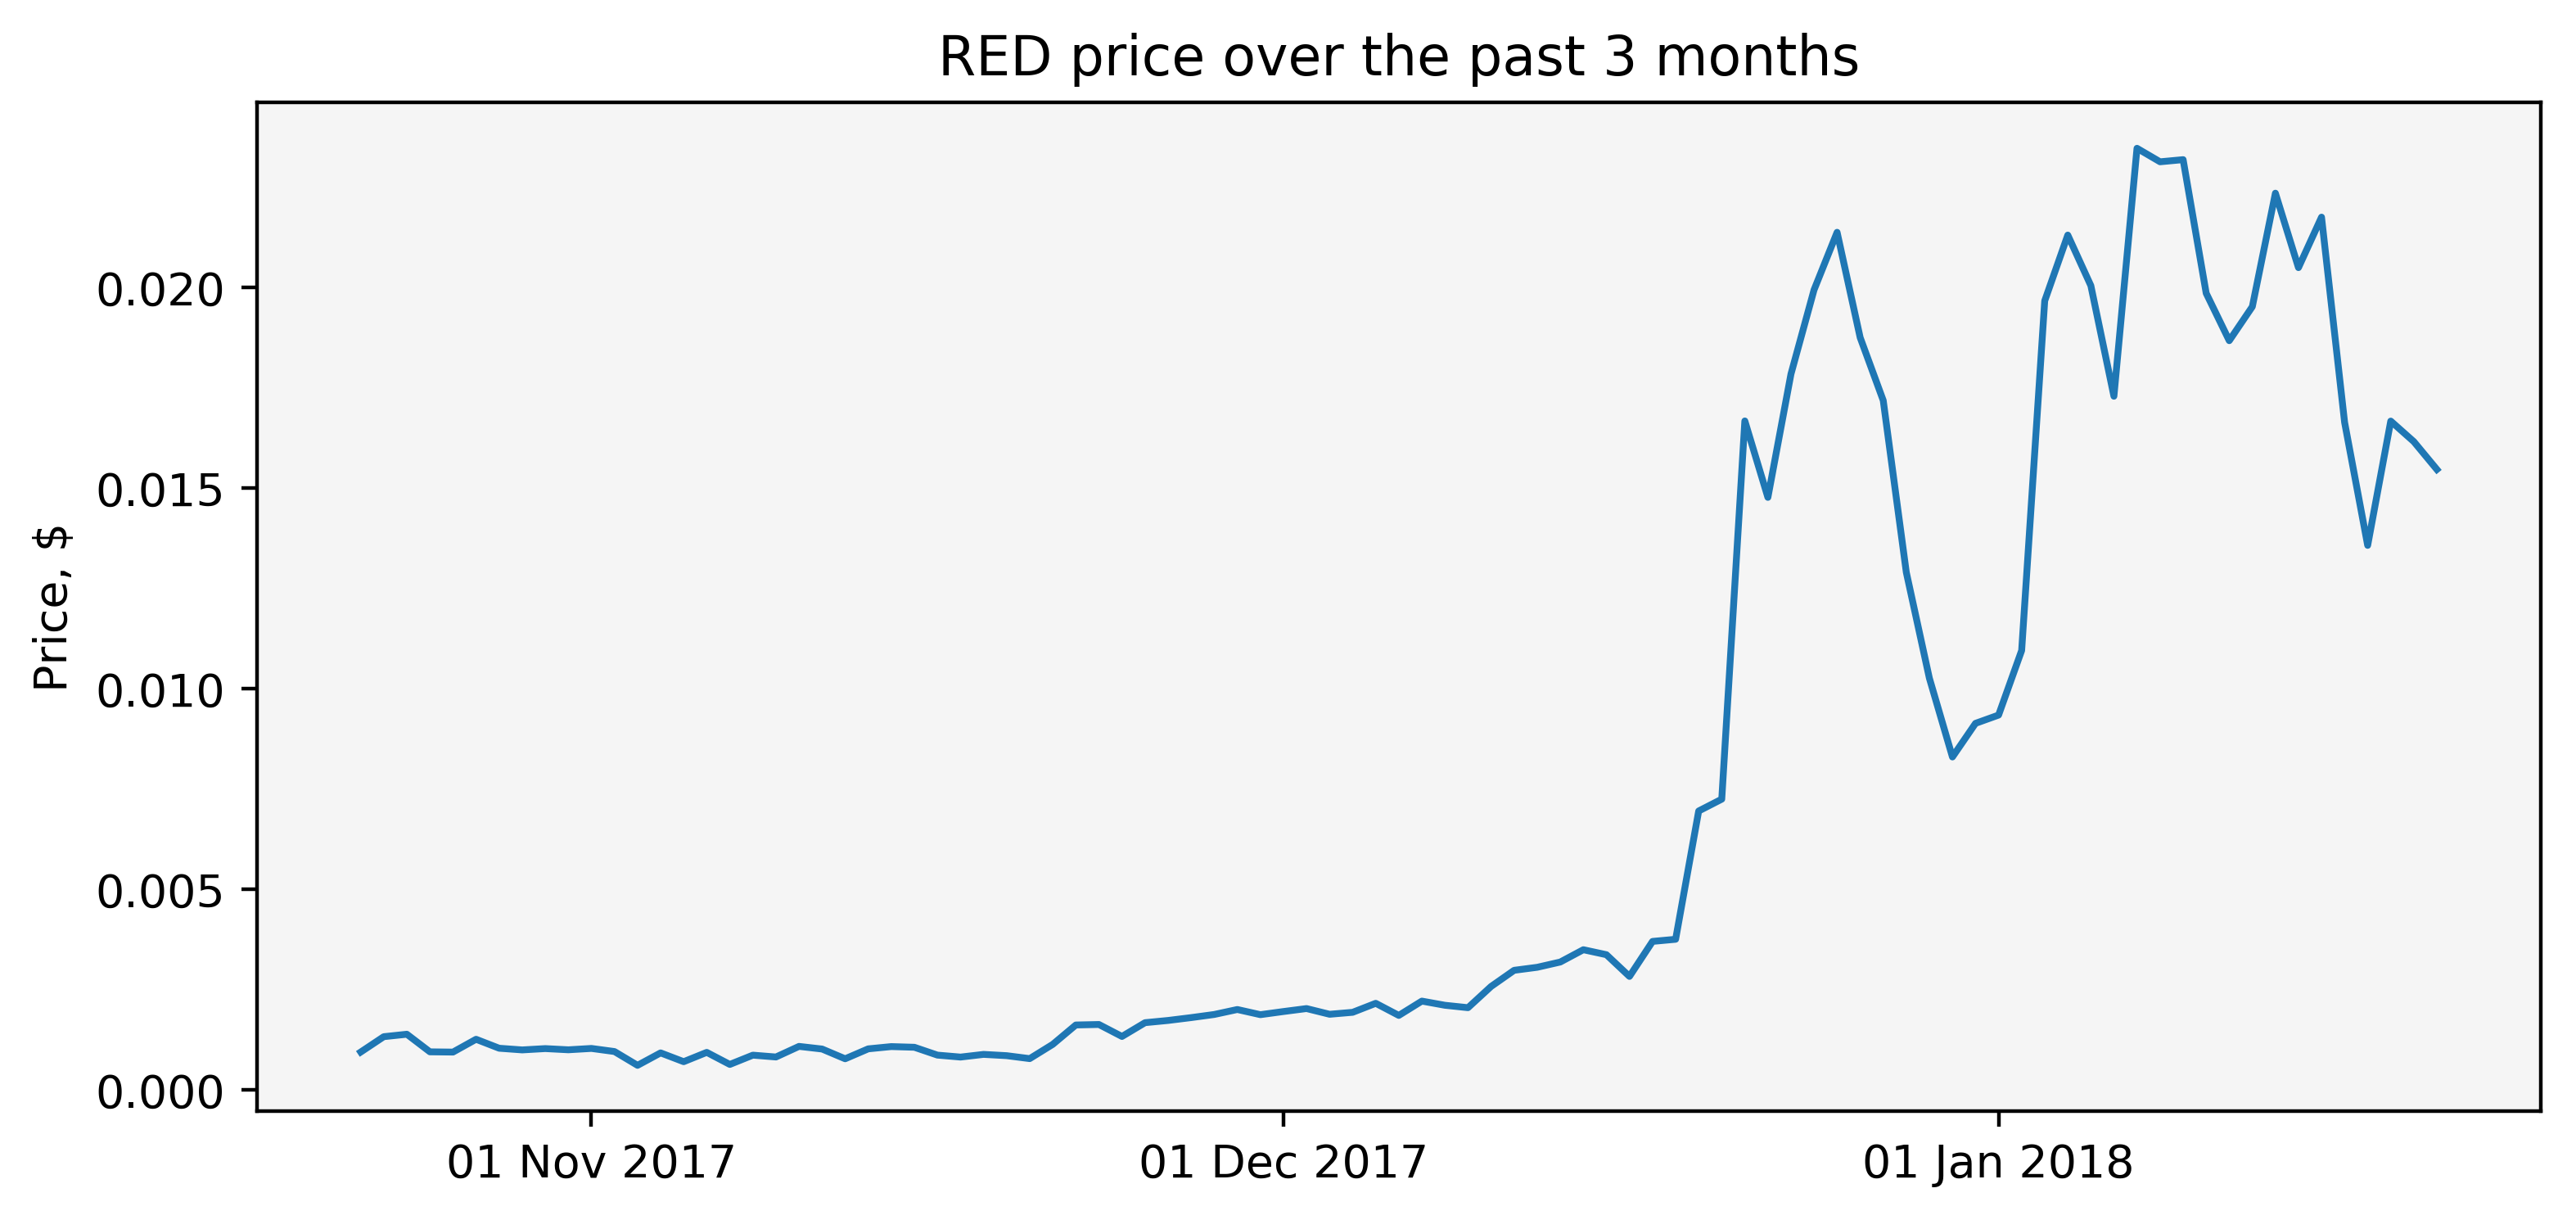 RED price over the past 3 months
Price, $
0.020
0.015
0.010
0.005
0.000
01 Nov 2017
01 Dec 2017
01 Jan 2018